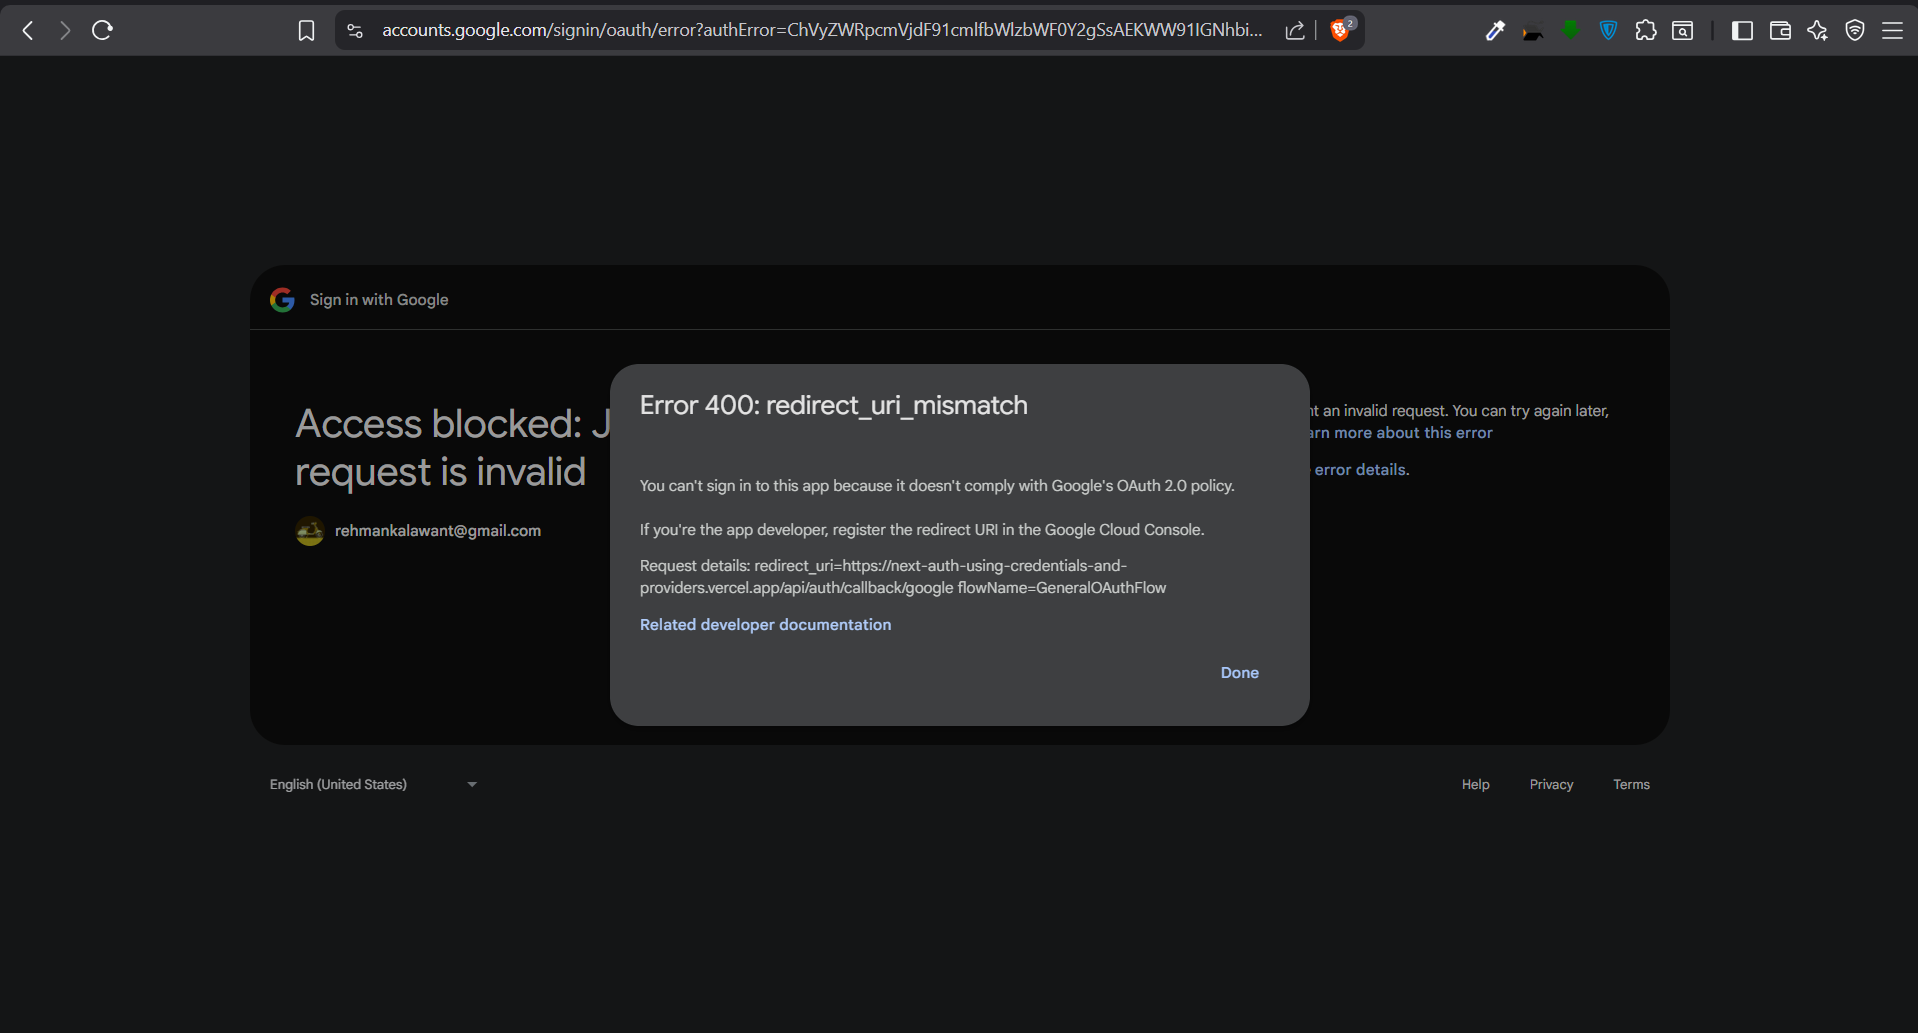 accounts.google.com/signin/oauth/error?authError=ChVyZWRpcmVjdF91cmlfbWlzbWF0Y2gSsAEKWW91IGNhbi...
2
Sign in with Google
Access blocked: J
request is invalid
rehmankalawant@gmail.com
Error 400: redirect_uri_mismatch
You can't sign in to this app because it doesn't comply with Google's OAuth 2.0 policy.
If you're the app developer, register the redirect URI in the Google Cloud Console.
Request details: redirect_uri=https://next-auth-using-credentials-and-
providers.vercel.app/api/auth/callback/google flowName=GeneralOAuthFlow
Related developer documentation
Done
an invalid request. You can try again later,
more about this error
error details.
English (United States)
Help Privacy Terms